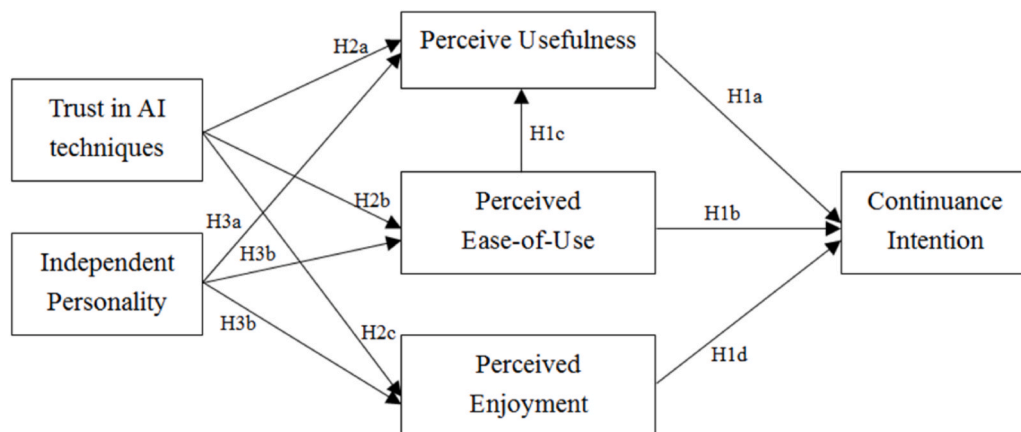 Perceive Usefulness
H2a
Trust in AI
techniques
H1a
H1c
Perceived
Ease-of-Use
H2b
H3a
H1b
Continuance
Intention
Independent
Personality
H3b
H3b
H2c
Perceived
Enjoyment
H1d